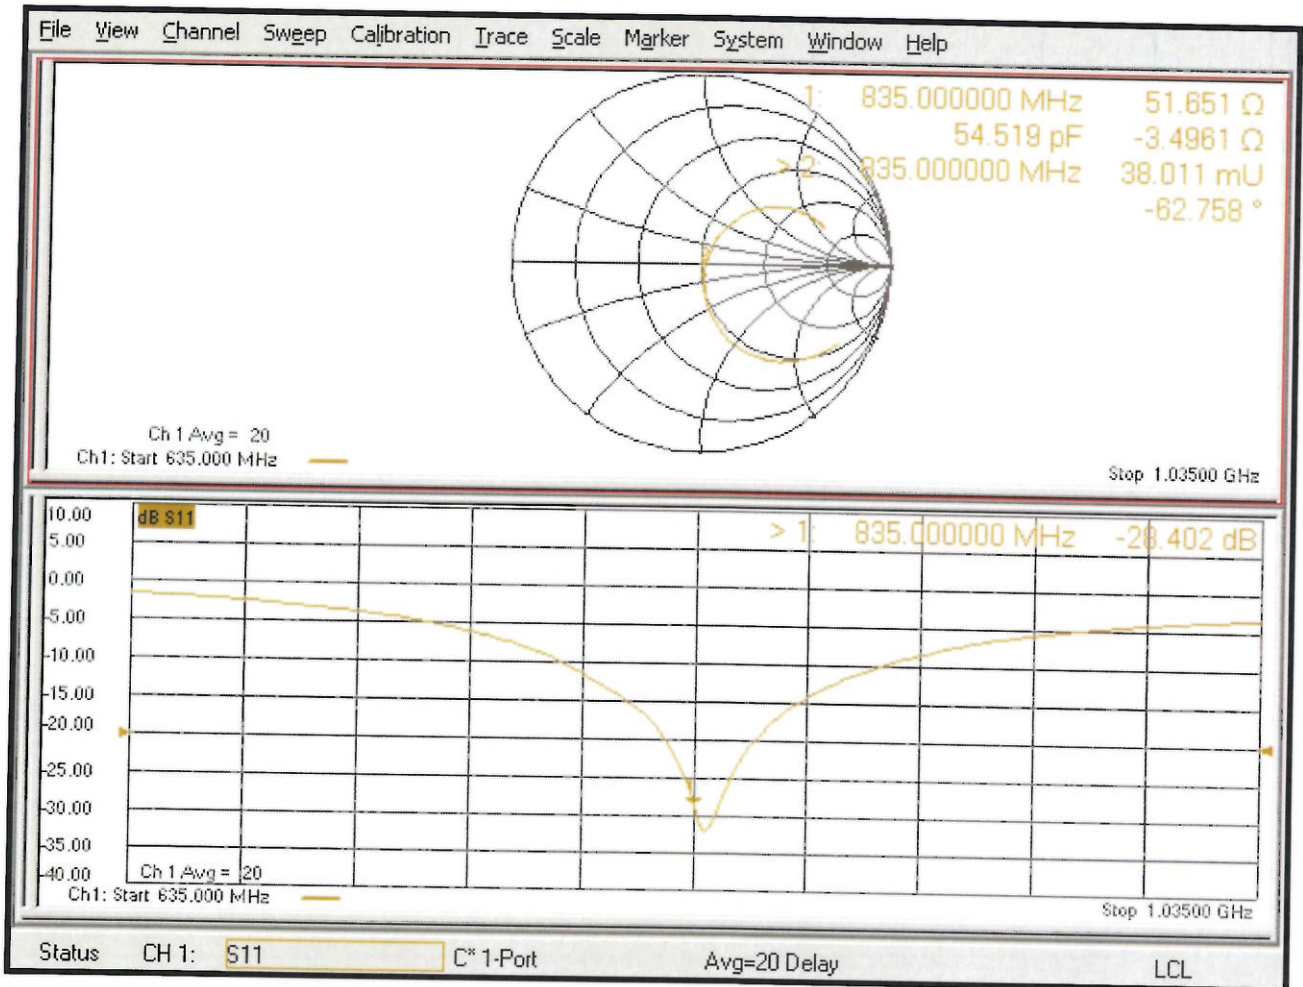 File View Channel Sweep Calibration Trace Scale Marker System Window Help
1: 835.000000 MHz 51.651 Ω
54.519 pF -3.4961 Ω
> 2: 835.000000 MHz 38.011 mU
-62.758 °
Ch 1 Avg = 20
Ch1: Start 635.000 MHz
Stop 1.03500 GHz
10.00
dB S11
> 1: 835.000000 MHz -28.402 dB
5.00
0.00
-5.00
-10.00
-15.00
-20.00
-25.00
-30.00
-35.00
-40.00
Ch 1 Avg = 20
Ch1: Start 635.000 MHz
Stop 1.03500 GHz
Status CH 1: S11 C* 1-Port Avg=20 Delay LCL